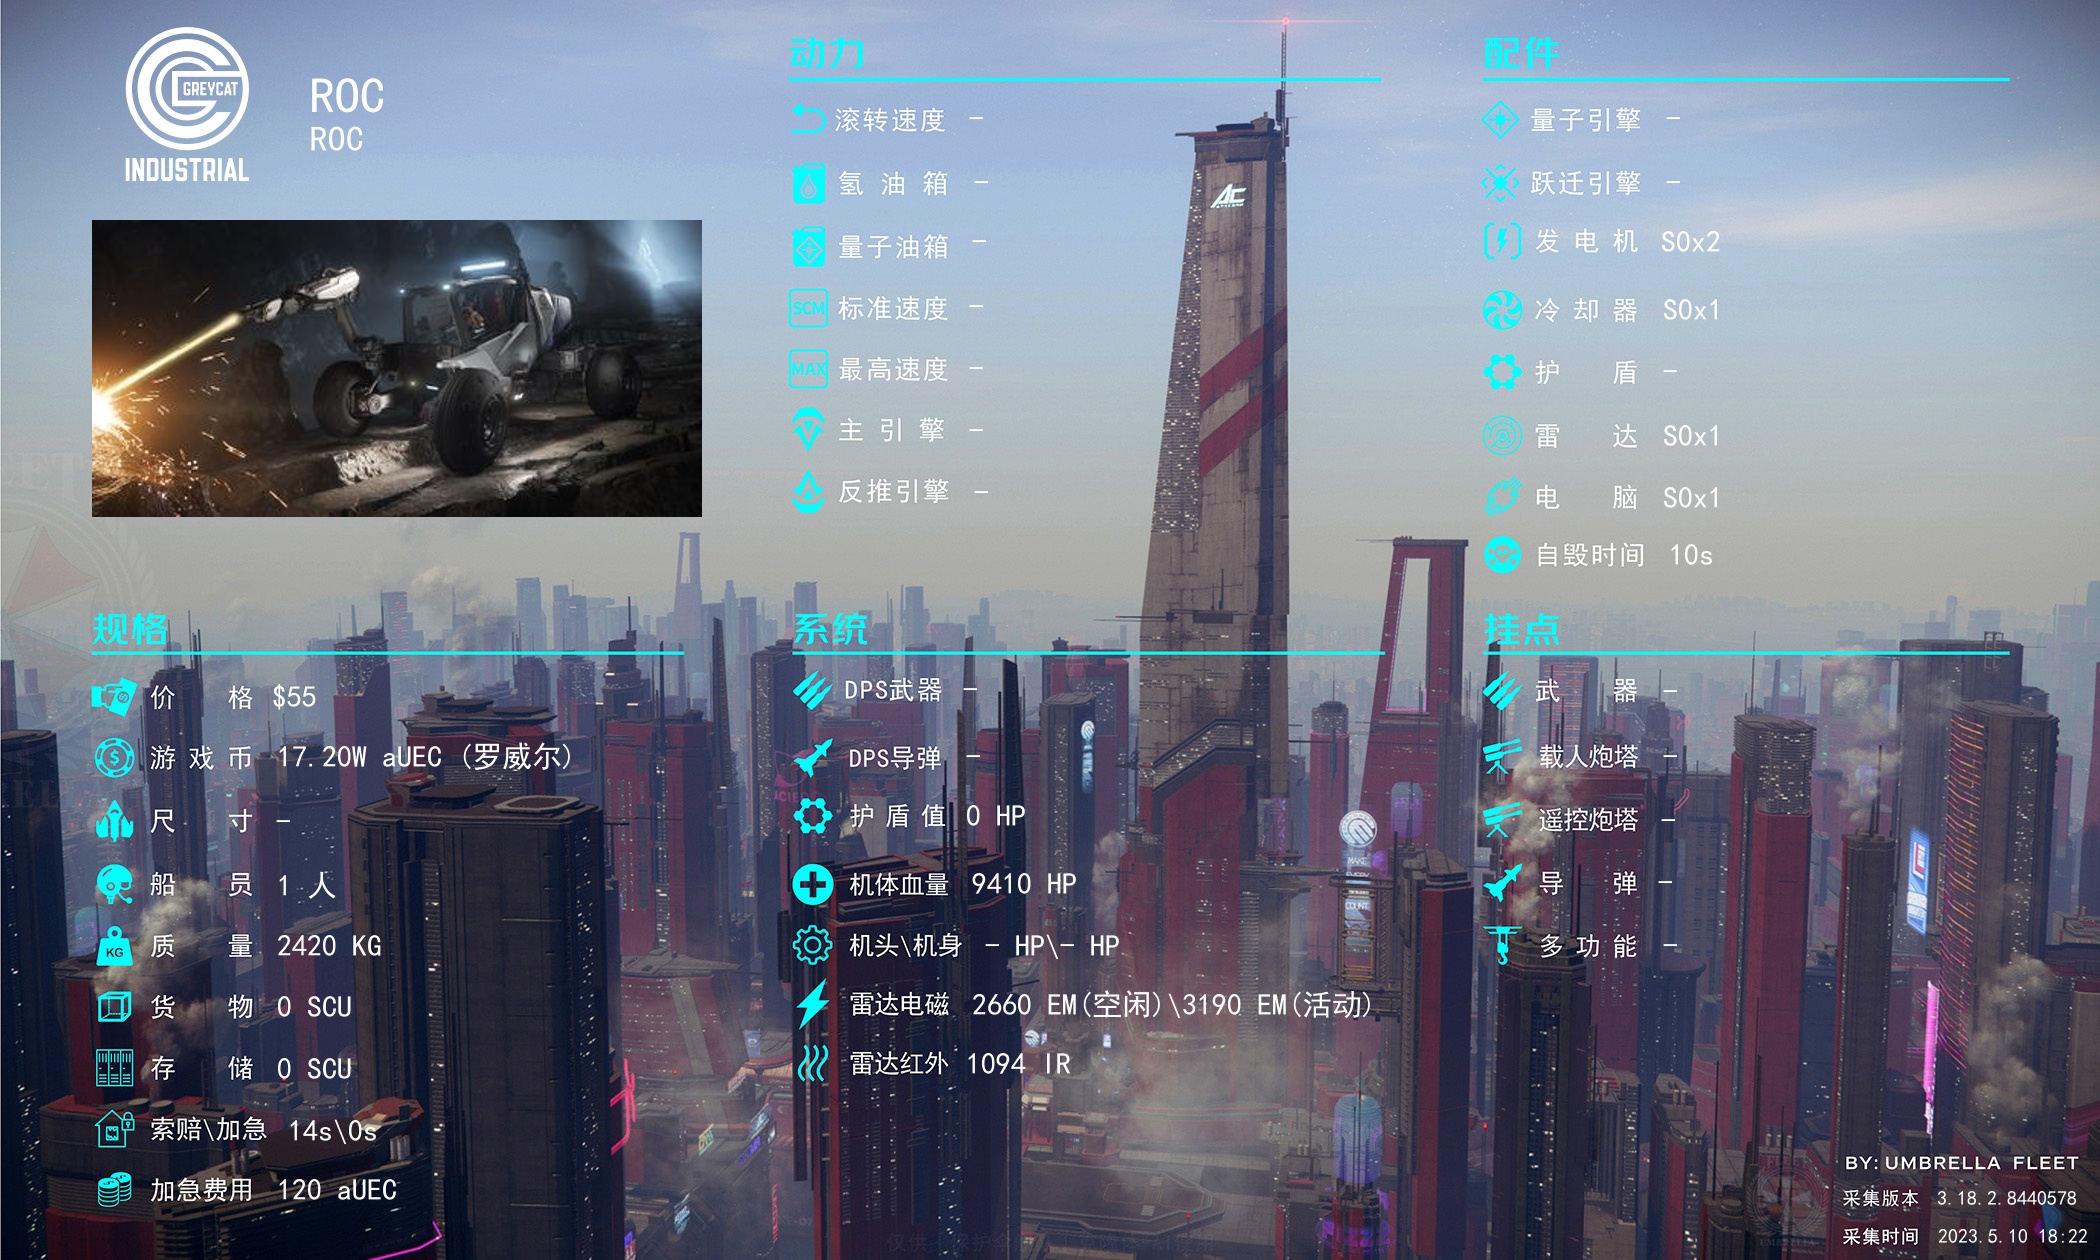 GREYCAT
INDUSTRIAL
ROC
ROC
动力
滚转速度 -
氢油箱 -
量子油箱 -
SCM 标准速度 -
MAX 最高速度 -
主引擎 -
反推引擎 -
配件
量子引擎 -
跃迁引擎 -
发电机 S0x2
冷却器 S0x1
护盾 -
雷达 S0x1
电脑 S0x1
自毁时间 10s
规格
价格 $55
游戏币 17.20W aUEC (罗威尔)
尺寸 -
船员 1 人
KG 质量 2420 KG
货物 0 SCU
存储 0 SCU
索赔\加急 14s\0s
加急费用 120 aUEC
系统
DPS武器 -
DPS导弹 -
护盾值 0 HP
机体血量 9410 HP
机头\机身 - HP\- HP
雷达电磁 2660 EM(空闲)\3190 EM(活动)
雷达红外 1094 IR
挂点
武器 -
载人炮塔 -
遥控炮塔 -
导弹 -
多功能 -
AC
MAKE
EVERY
COUNT
BY: UMBRELLA FLEET
采集版本 3.18.2.8440578
采集时间 2023.5.10 18:22